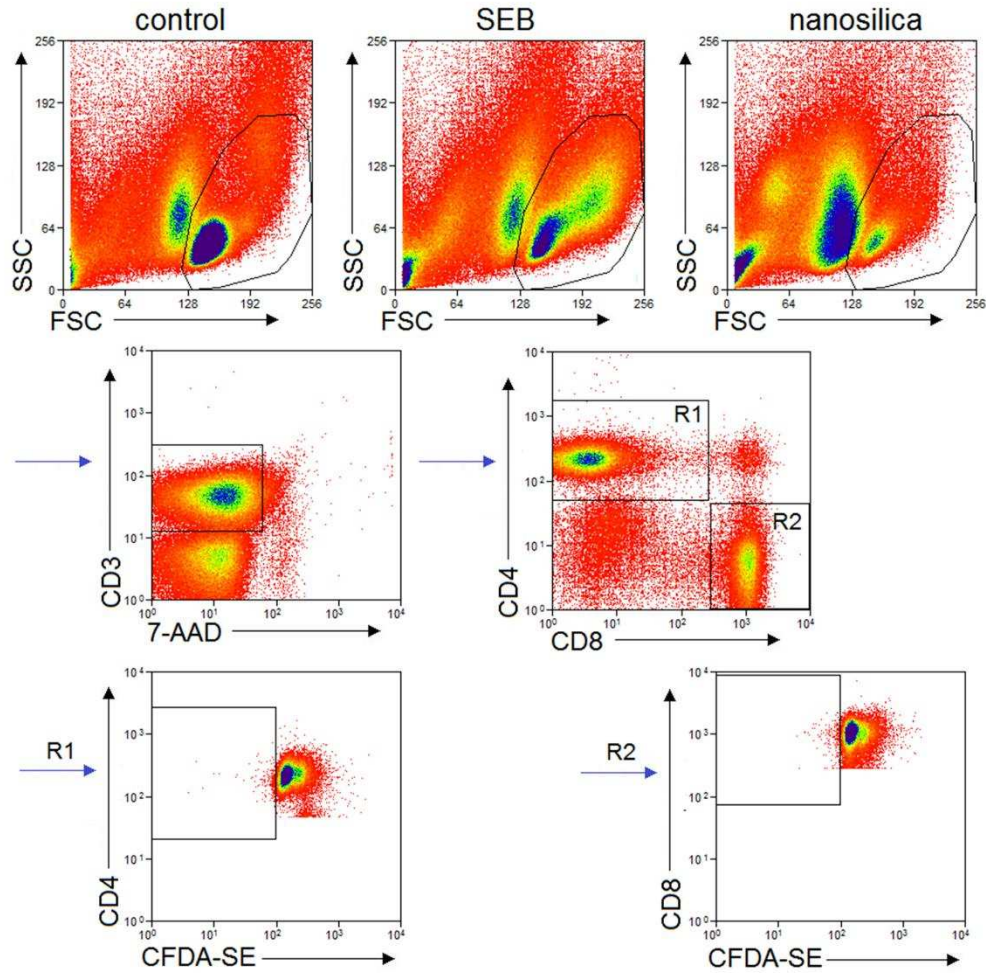 control SEB nanosilica
256 256 256
192 192 192
128 128 128
64 64 64
0 0 0
SSC SSC SSC
0 64 128 192 256 0 64 128 192 256 0 64 128 192 256
FSC FSC FSC
10⁴ 10⁴
10³ 10³
R1
10² 10²
R2
10¹ 10¹
10⁰ 10⁰
CD3 CD4
10⁰ 10¹ 10² 10³ 10⁴ 10⁰ 10¹ 10² 10³ 10⁴
7-AAD CD8
10⁴ 10⁴
10³ 10³
R1 R2
10² 10²
10¹ 10¹
10⁰ 10⁰
CD4 CD8
10⁰ 10¹ 10² 10³ 10⁴ 10⁰ 10¹ 10² 10³ 10⁴
CFDA-SE CFDA-SE